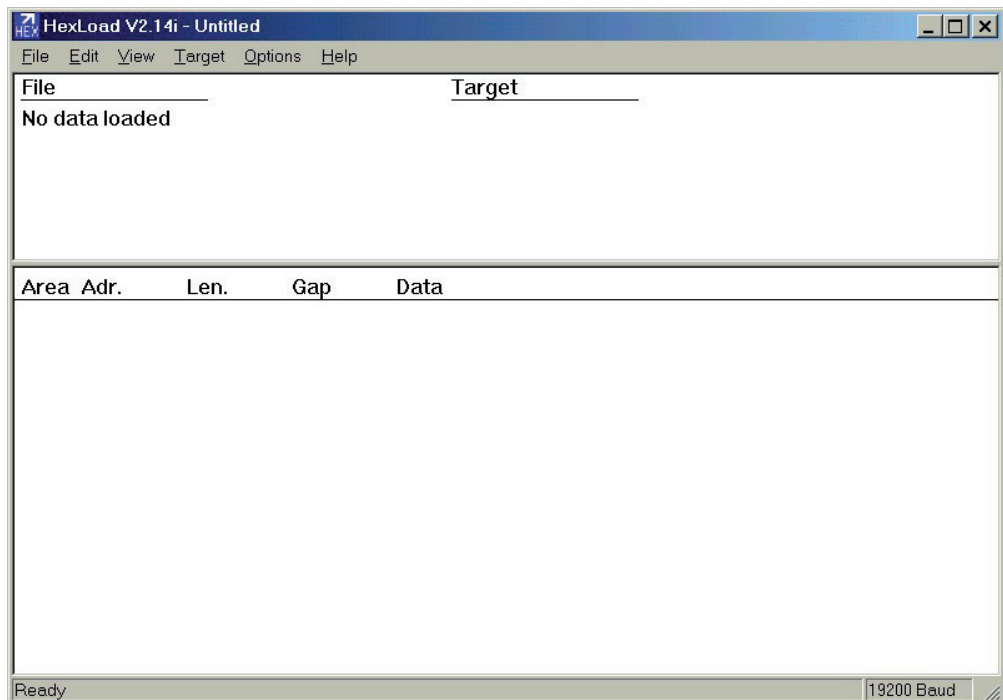 HEX HexLoad V2.14i - Untitled
File Edit View Target Options Help
File Target
No data loaded
Area Adr. Len. Gap Data
Ready 19200 Baud